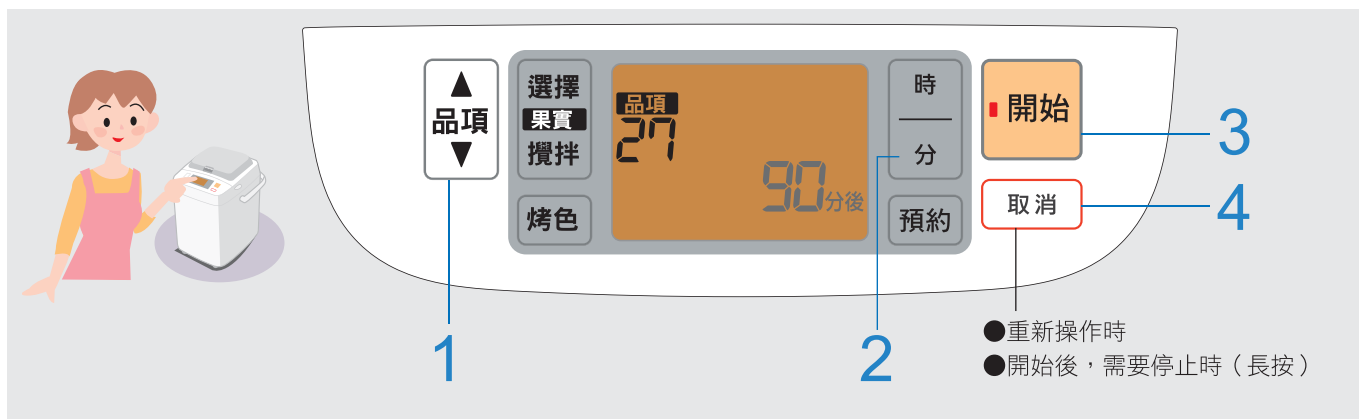 ▲
品項
▼
選擇
果實
攪拌
烤色
品項
27
90分後
時
分
預約
開始
取消
1
2
3
4
●重新操作時
●開始後,需要停止時(長按)